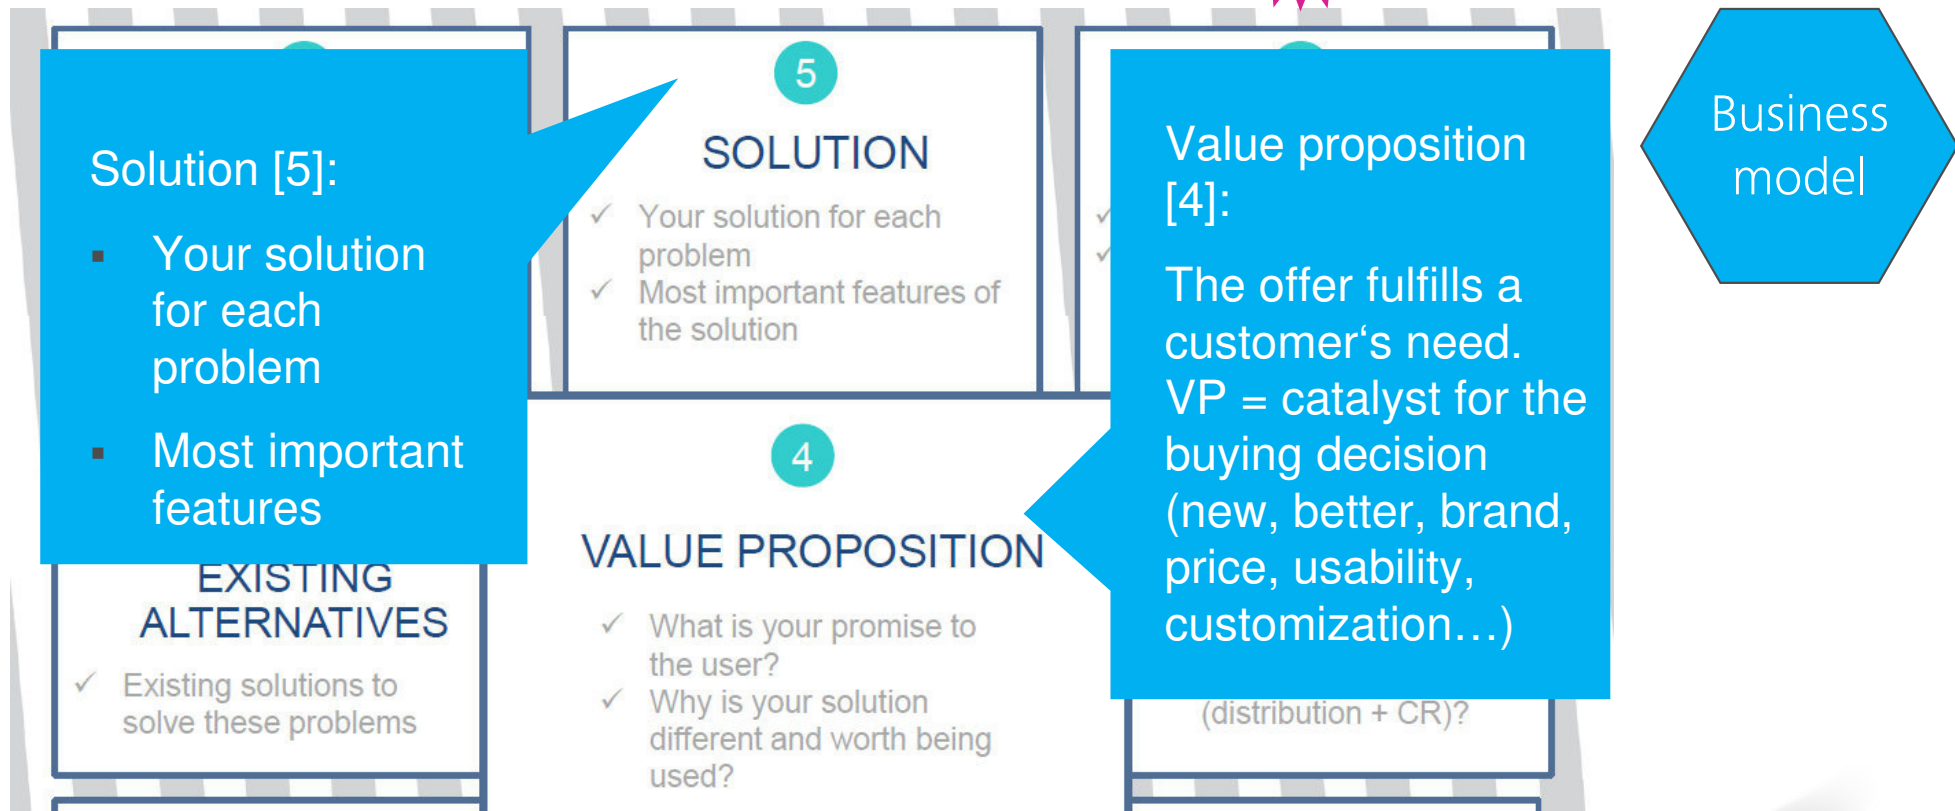 Solution [5]:
▪ Your solution
for each
problem
▪ Most important
features
5
SOLUTION
✓ Your solution for each
problem
✓ Most important features of
the solution
Value proposition
[4]:
The offer fulfills a
customer‘s need.
VP = catalyst for the
buying decision
(new, better, brand,
price, usability,
customization…)
Business
model
EXISTING
ALTERNATIVES
✓ Existing solutions to
solve these problems
4
VALUE PROPOSITION
✓ What is your promise to
the user?
✓ Why is your solution
different and worth being
used?
(distribution + CR)?